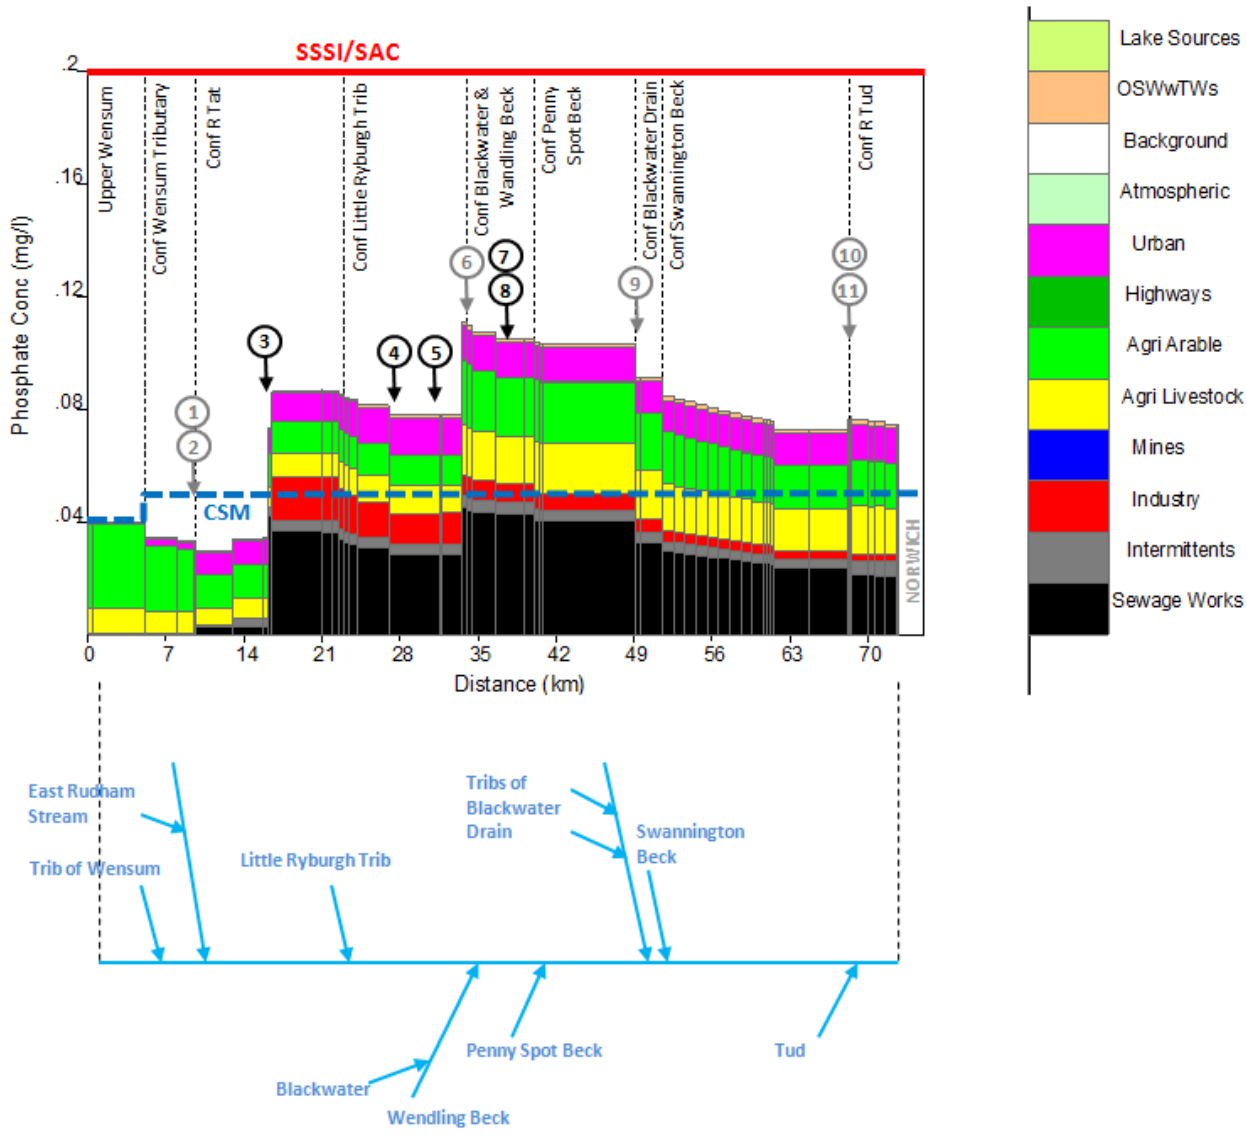 SSSI/SAC
.2
.16
.12
.08
.04
Phosphate Conc (mg/l)
Upper Wensum
Conf Wensum Tributary
Conf R Tat
Conf Little Ryburgh Trib
Conf Blackwater &
Wandling Beck
Conf Penny
Spot Beck
Conf Blackwater Drain
Conf Swannington Beck
Conf R Tud
1
2
3
4
5
6
7
8
9
10
11
CSM
NORWICH
0
7
14
21
28
35
42
49
56
63
70
Distance (km)
Lake Sources
OSWwTWs
Background
Atmospheric
Urban
Highways
Agri Arable
Agri Livestock
Mines
Industry
Intermittents
Sewage Works
East Rudham
Stream
Trib of Wensum
Little Ryburgh Trib
Tribs of
Blackwater
Drain
Swannington
Beck
Blackwater
Wendling Beck
Penny Spot Beck
Tud